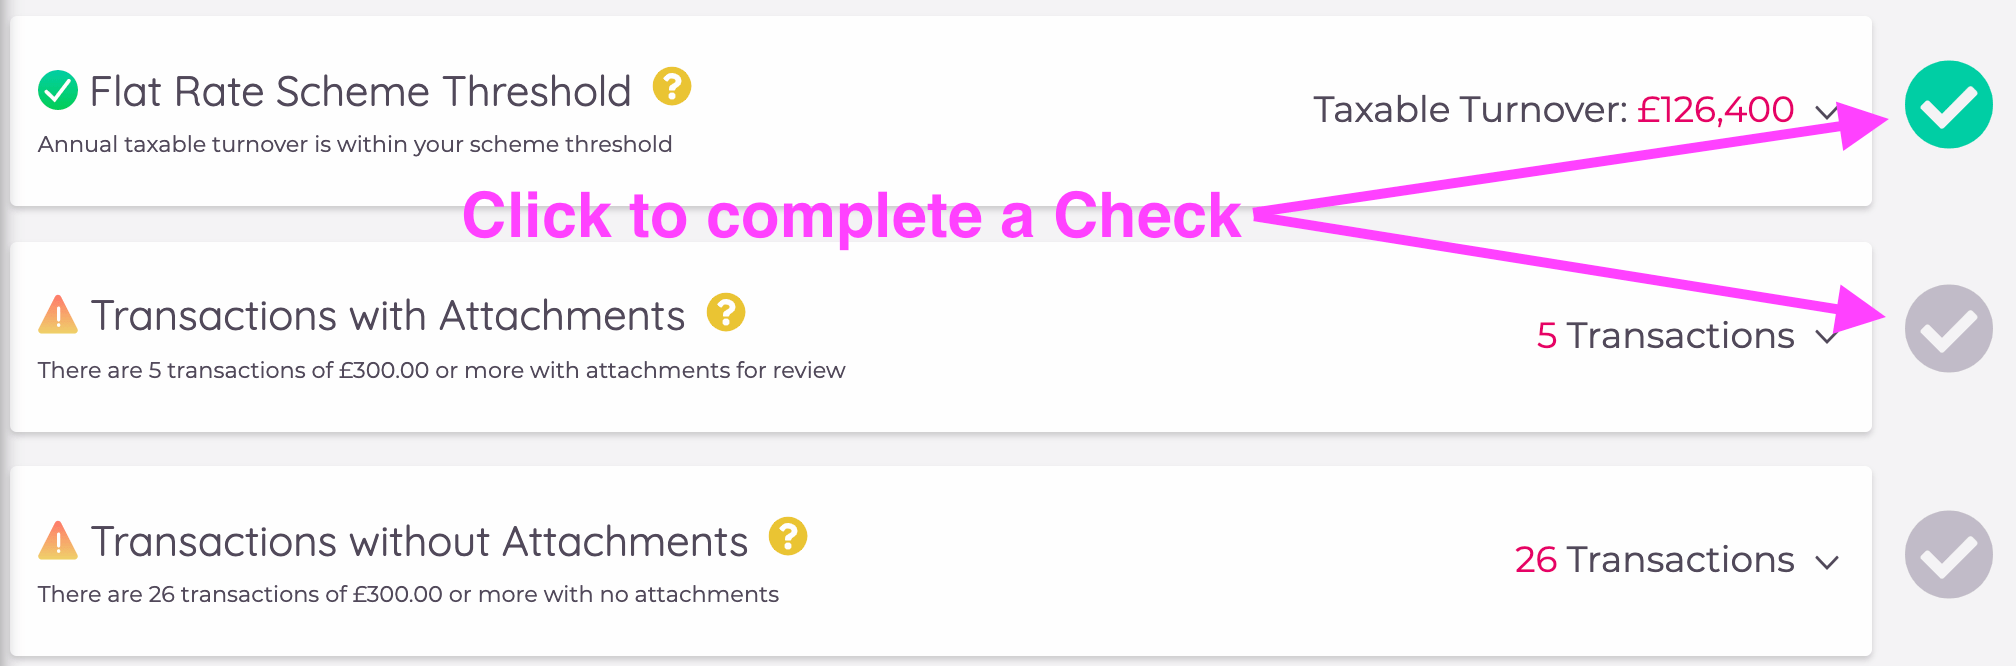 Flat Rate Scheme Threshold ?
Taxable Turnover: £126,400
Annual taxable turnover is within your scheme threshold
Click to complete a Check
! Transactions with Attachments ?
5 Transactions
There are 5 transactions of £300.00 or more with attachments for review
! Transactions without Attachments ?
26 Transactions
There are 26 transactions of £300.00 or more with no attachments